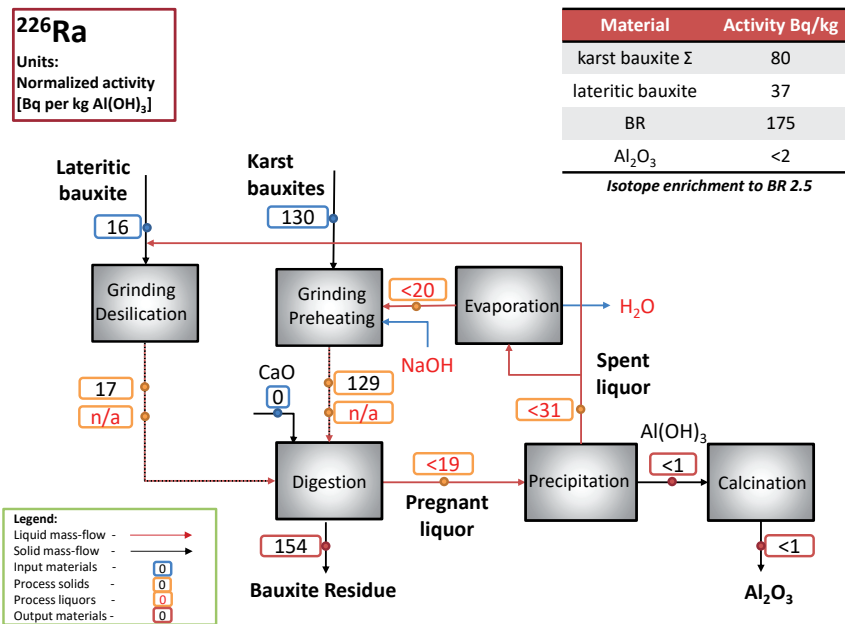 ²²⁶Ra
Units:
Normalized activity
[Bq per kg Al(OH)₃]
Material Activity Bq/kg
karst bauxite Σ 80
lateritic bauxite 37
BR 175
Al₂O₃ <2
Isotope enrichment to BR 2.5
Lateritic
bauxite
Karst
bauxites
16
130
Grinding
Desilication
Grinding
Preheating
<20
Evaporation
H₂O
NaOH
CaO
0
17
n/a
129
n/a
Spent
liquor
<31
Al(OH)₃
<1
Digestion
<19
Pregnant
liquor
Precipitation
Calcination
154
Bauxite Residue
<1
Al₂O₃
Legend:
Liquid mass-flow -
Solid mass-flow -
Input materials - 0
Process solids - 0
Process liquors - 0
Output materials - 0